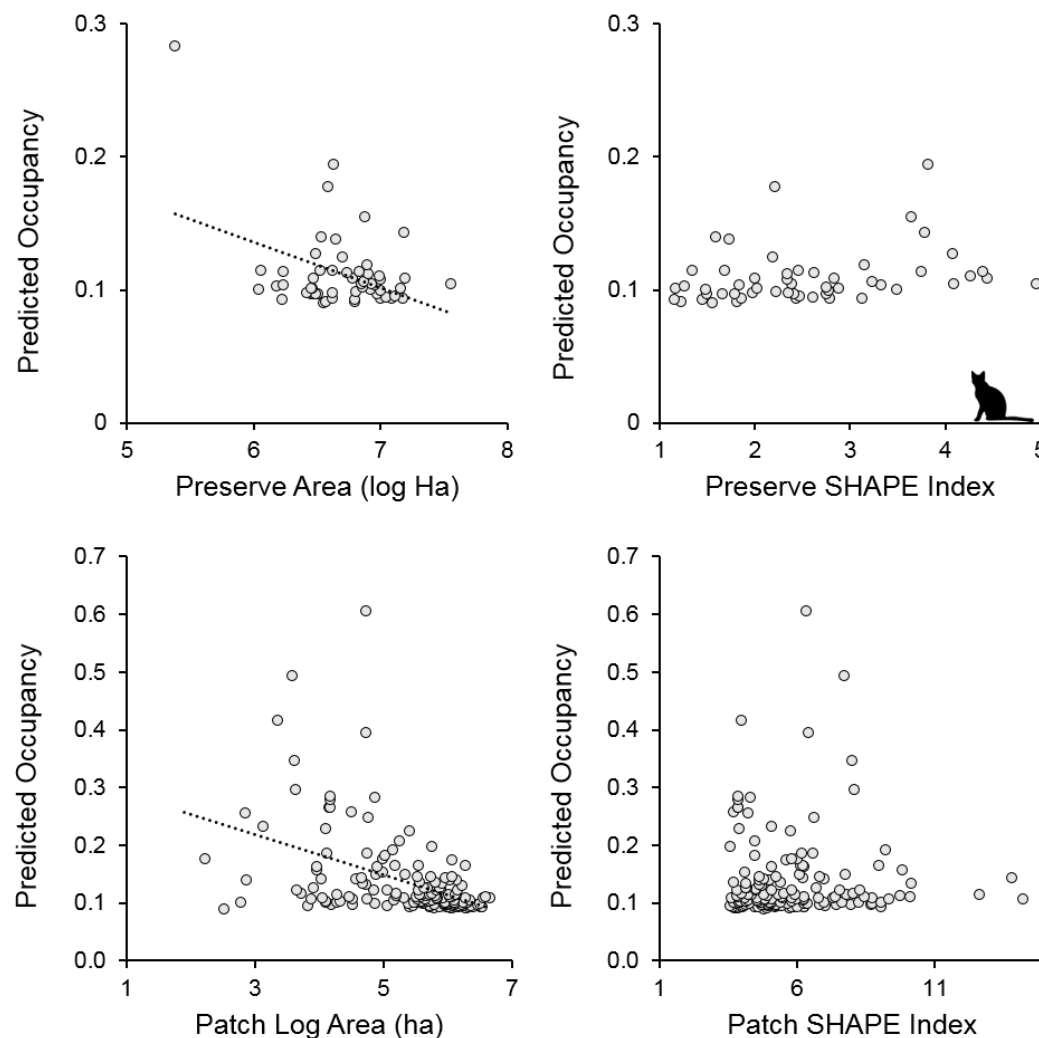 0.3
0.2
0.1
0
Predicted Occupancy
5 6 7 8
Preserve Area (log Ha)
0.3
0.2
0.1
0
Predicted Occupancy
1 2 3 4 5
Preserve SHAPE Index
0.7
0.6
0.5
0.4
0.3
0.2
0.1
0.0
Predicted Occupancy
1 3 5 7
Patch Log Area (ha)
0.7
0.6
0.5
0.4
0.3
0.2
0.1
0.0
Predicted Occupancy
1 6 11
Patch SHAPE Index